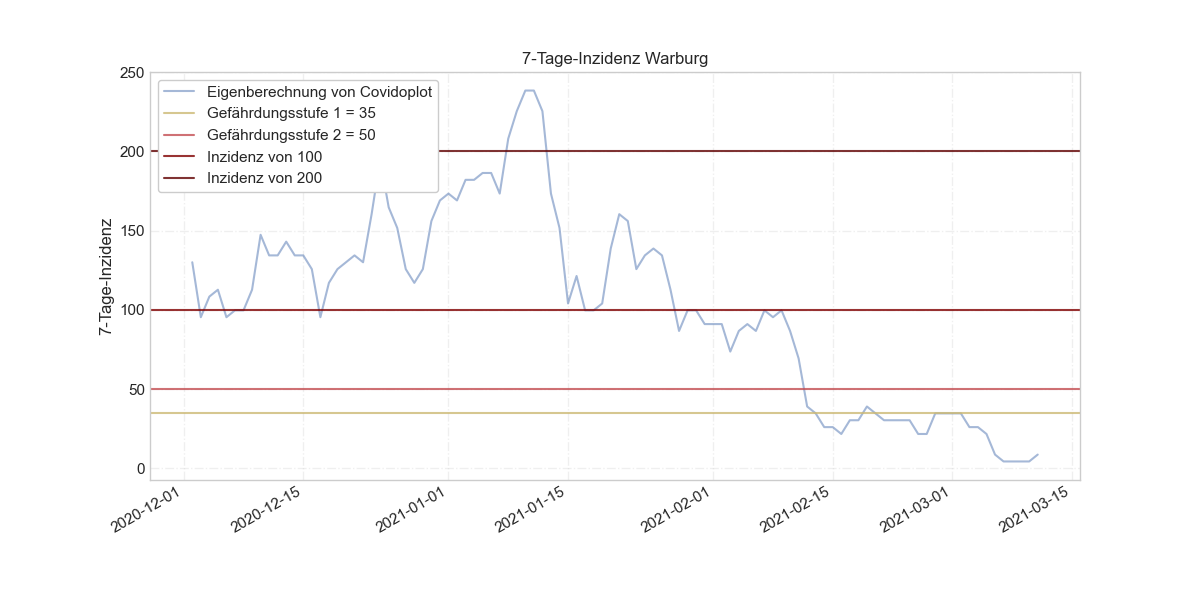 7-Tage-Inzidenz Warburg
250
200
150
100
50
0
7-Tage-Inzidenz
Eigenberechnung von Covidoplot
Gefährdungsstufe 1 = 35
Gefährdungsstufe 2 = 50
Inzidenz von 100
Inzidenz von 200
2020-12-01
2020-12-15
2021-01-01
2021-01-15
2021-02-01
2021-02-15
2021-03-01
2021-03-15